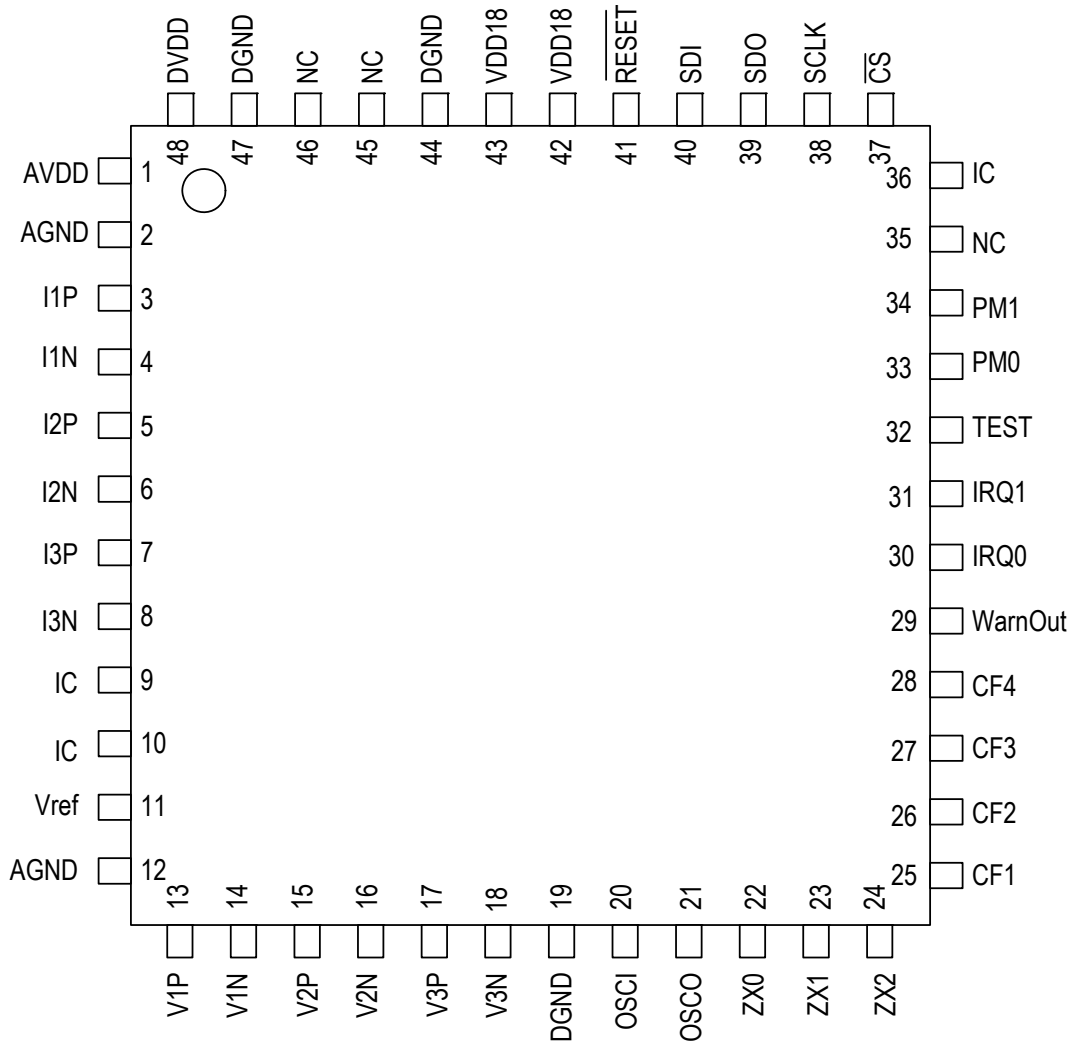 DVDD DGND NC NC DGND VDD18 VDD18 RESET SDI SDO SCLK CS
48 47 46 45 44 43 42 41 40 39 38 37
AVDD 1
AGND 2
I1P 3
I1N 4
I2P 5
I2N 6
I3P 7
I3N 8
IC 9
IC 10
Vref 11
AGND 12
36 IC
35 NC
34 PM1
33 PM0
32 TEST
31 IRQ1
30 IRQ0
29 WarnOut
28 CF4
27 CF3
26 CF2
25 CF1
13 14 15 16 17 18 19 20 21 22 23 24
V1P V1N V2P V2N V3P V3N DGND OSCI OSCO ZX0 ZX1 ZX2